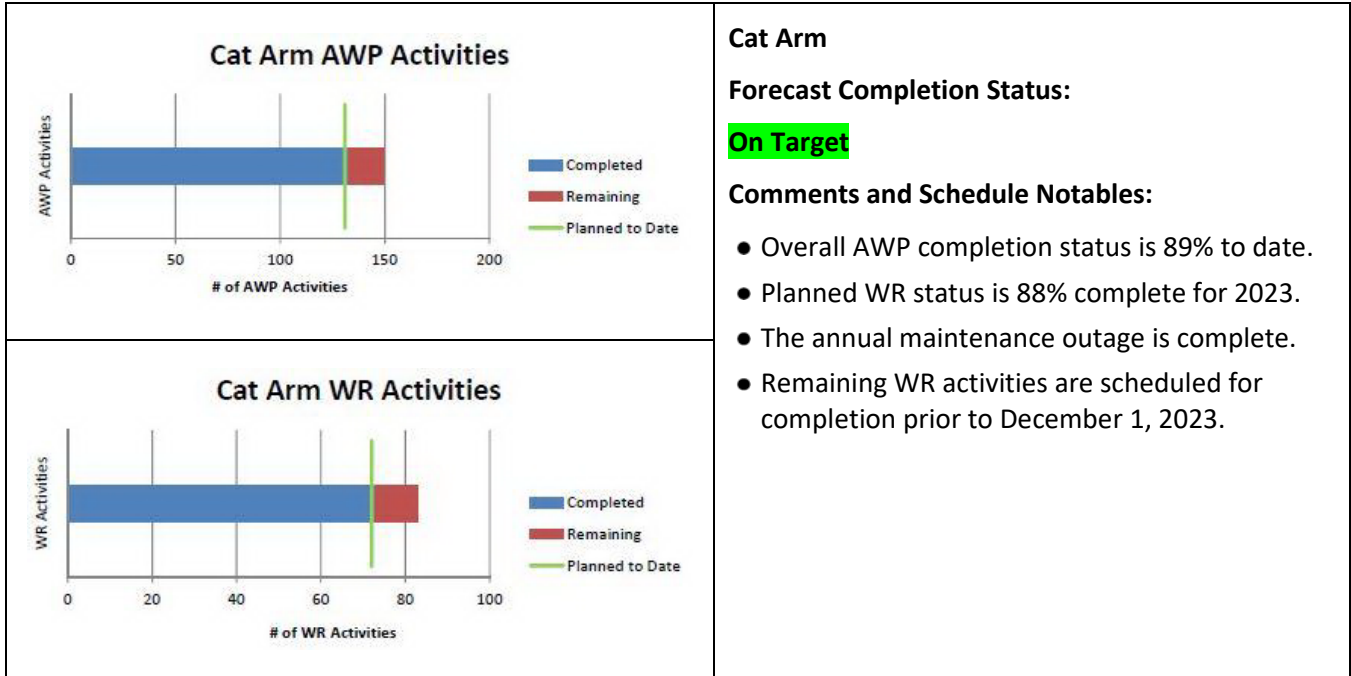 Cat Arm AWP Activities
AWP Activities
Completed
Remaining
Planned to Date
0 50 100 150 200
# of AWP Activities
Cat Arm WR Activities
WR Activities
Completed
Remaining
Planned to Date
0 20 40 60 80 100
# of WR Activities
Cat Arm
Forecast Completion Status:
On Target
Comments and Schedule Notables:
● Overall AWP completion status is 89% to date.
● Planned WR status is 88% complete for 2023.
● The annual maintenance outage is complete.
● Remaining WR activities are scheduled for
completion prior to December 1, 2023.